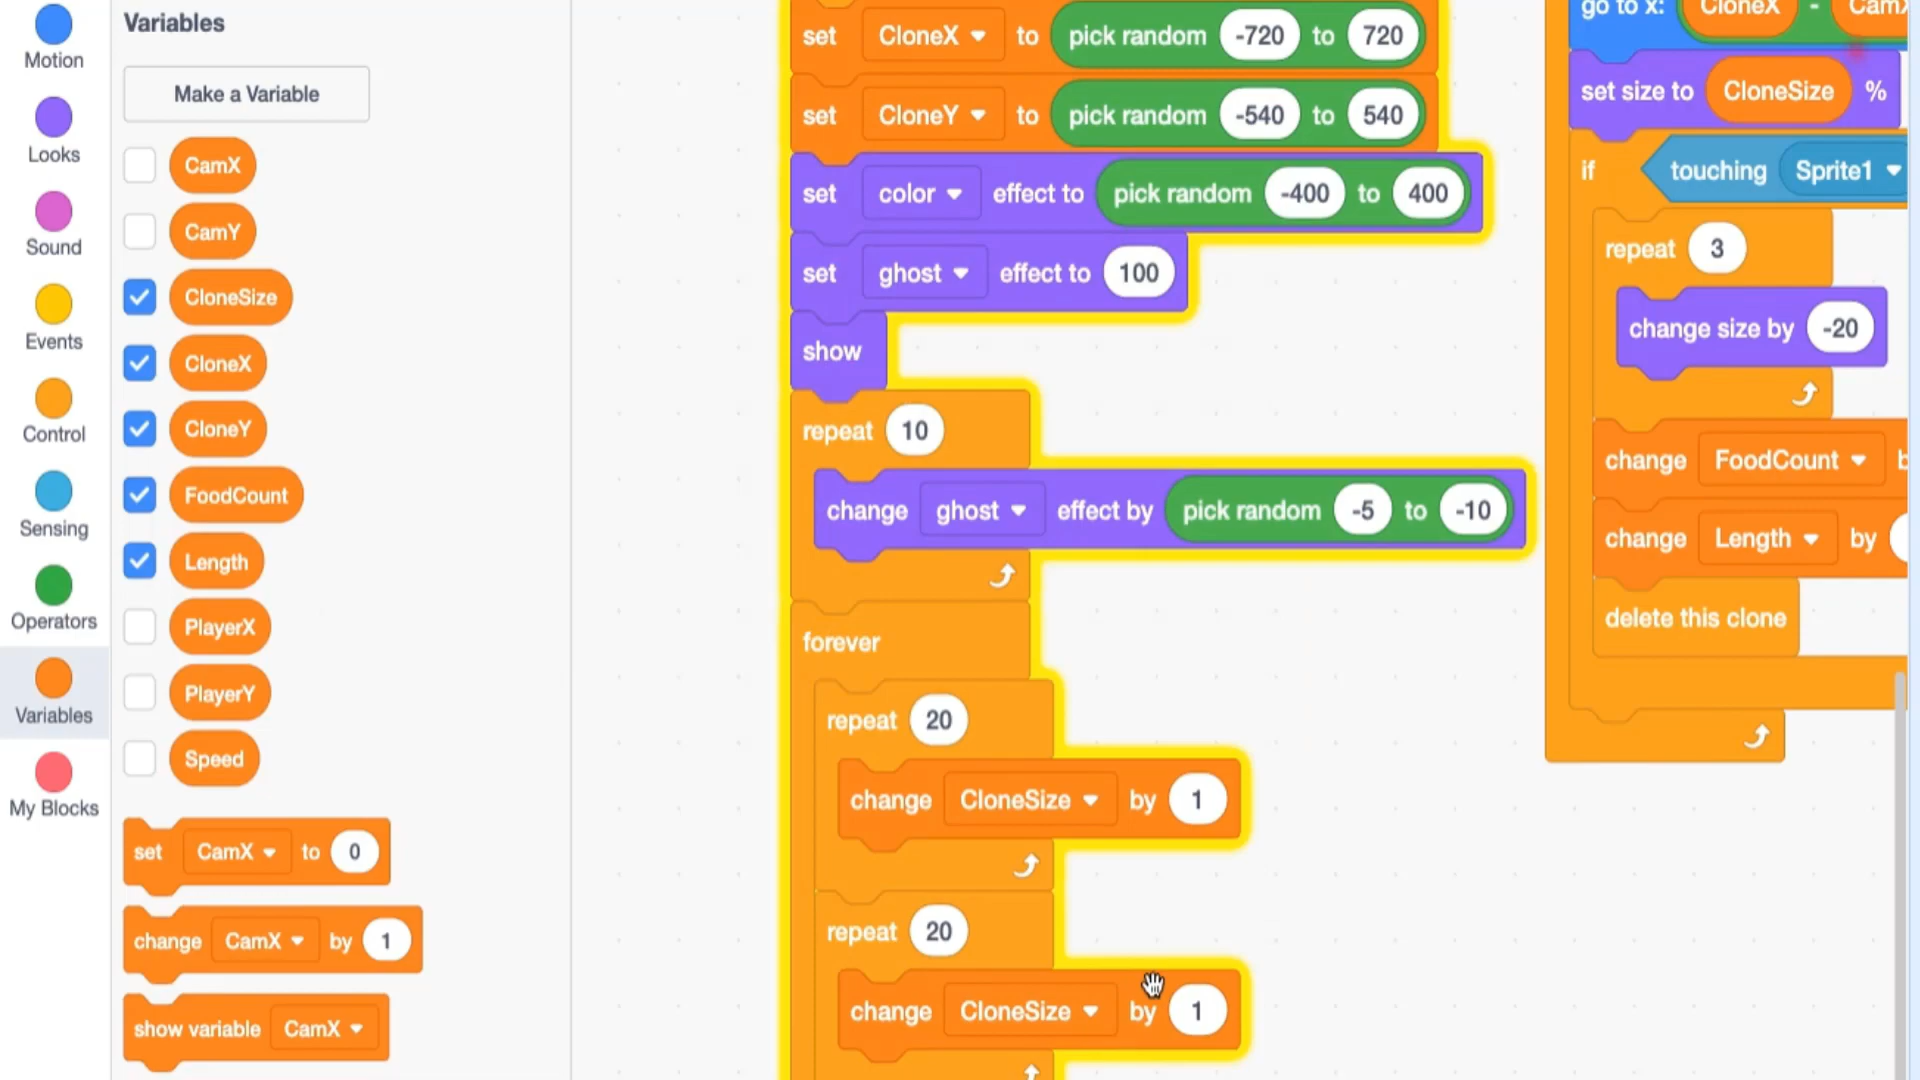 Motion
Looks
Sound
Events
Control
Sensing
Operators
Variables
My Blocks
Variables
Make a Variable
CamX
CamY
CloneSize
CloneX
CloneY
FoodCount
Length
PlayerX
PlayerY
Speed
set CamX to 0
change CamX by 1
show variable CamX
set CloneX to pick random -720 to 720
set CloneY to pick random -540 to 540
set color effect to pick random -400 to 400
set ghost effect to 100
show
repeat 10
change ghost effect by pick random -5 to -10
forever
repeat 20
change CloneSize by 1
repeat 20
change CloneSize by 1
go to x: CloneX -
set size to CloneSize %
if touching Sprite1
repeat 3
change size by -20
change FoodCount
change Length by
delete this clone